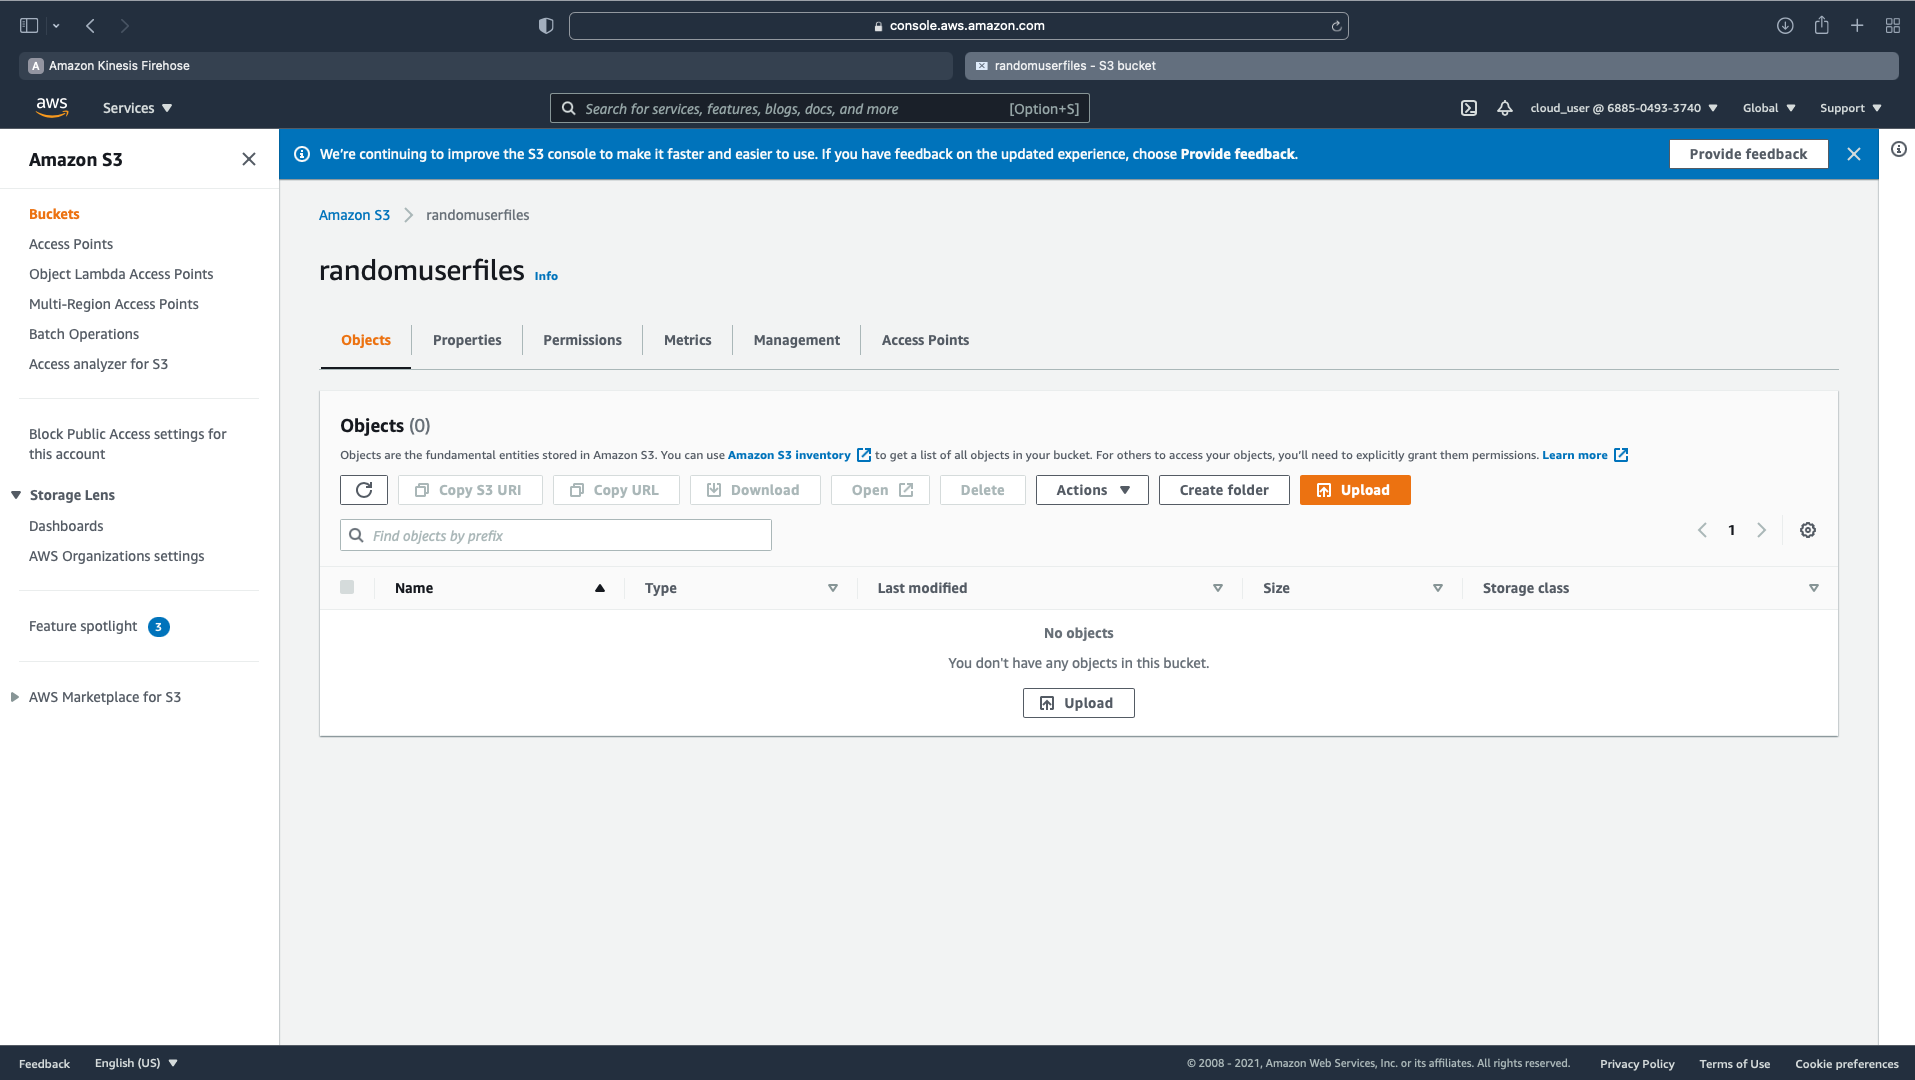 console.aws.amazon.com
A Amazon Kinesis Firehose
randomuserfiles – S3 bucket
aws
Services
Search for services, features, blogs, docs, and more
[Option+S]
cloud_user @ 6885-0493-3740
Global
Support
Amazon S3
We're continuing to improve the S3 console to make it faster and easier to use. If you have feedback on the updated experience, choose Provide feedback.
Provide feedback
Buckets
Access Points
Object Lambda Access Points
Multi-Region Access Points
Batch Operations
Access analyzer for S3
Block Public Access settings for
this account
Storage Lens
Dashboards
AWS Organizations settings
Feature spotlight 3
AWS Marketplace for S3
Amazon S3
randomuserfiles
randomuserfiles Info
Objects
Properties
Permissions
Metrics
Management
Access Points
Objects (0)
Objects are the fundamental entities stored in Amazon S3. You can use Amazon S3 inventory to get a list of all objects in your bucket. For others to access your objects, you'll need to explicitly grant them permissions. Learn more
Copy S3 URI
Copy URL
Download
Open
Delete
Actions
Create folder
Upload
Find objects by prefix
1
Name
Type
Last modified
Size
Storage class
No objects
You don't have any objects in this bucket.
Upload
Feedback
English (US)
© 2008 - 2021, Amazon Web Services, Inc. or its affiliates. All rights reserved.
Privacy Policy
Terms of Use
Cookie preferences